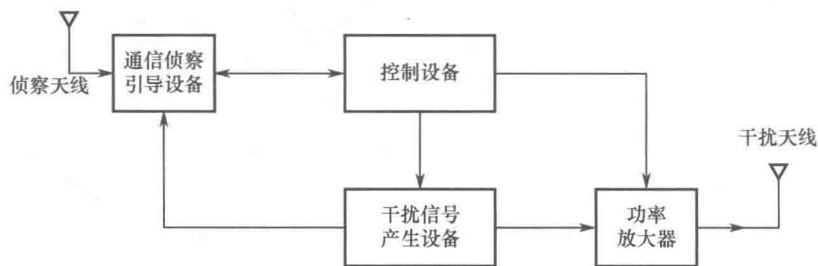 侦察天线
通信侦察
引导设备
控制设备
干扰天线
干扰信号
产生设备
功率
放大器